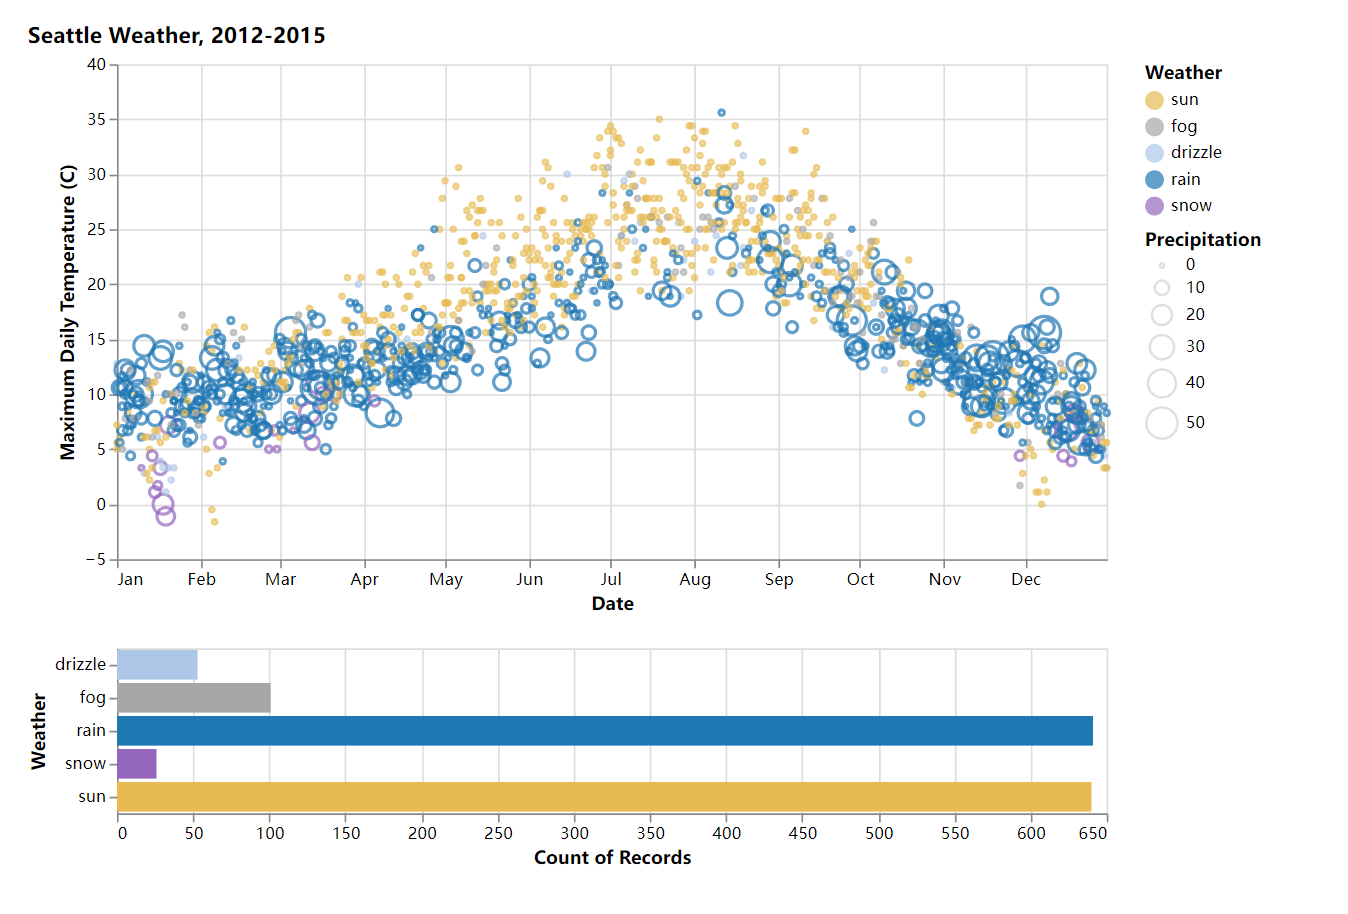 Seattle Weather, 2012-2015
Maximum Daily Temperature (C)
40
35
30
25
20
15
10
5
0
−5
Jan Feb Mar Apr May Jun Jul Aug Sep Oct Nov Dec
Date
Weather
sun
fog
drizzle
rain
snow
Precipitation
0
10
20
30
40
50
Weather
drizzle
fog
rain
snow
sun
0 50 100 150 200 250 300 350 400 450 500 550 600 650
Count of Records